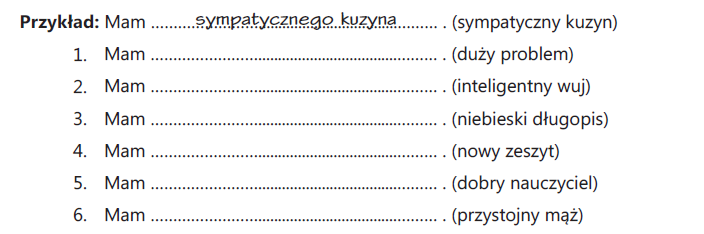 Przykład: Mam ......sympatycznego kuzyna...... . (sympatyczny kuzyn)
1. Mam .............................................................. . (duży problem)
2. Mam .............................................................. . (inteligentny wuj)
3. Mam .............................................................. . (niebieski długopis)
4. Mam .............................................................. . (nowy zeszyt)
5. Mam .............................................................. . (dobry nauczyciel)
6. Mam .............................................................. . (przystojny mąż)